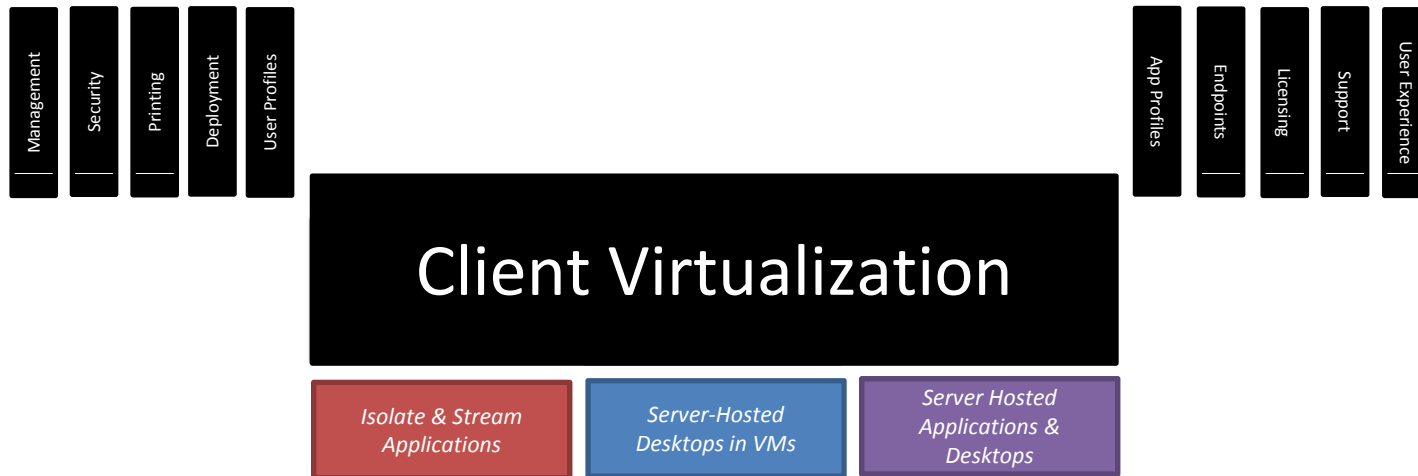 Management
Security
Printing
Deployment
User Profiles
App Profiles
Endpoints
Licensing
Support
User Experience
Client Virtualization
Isolate & Stream
Applications
Server-Hosted
Desktops in VMs
Server Hosted
Applications &
Desktops